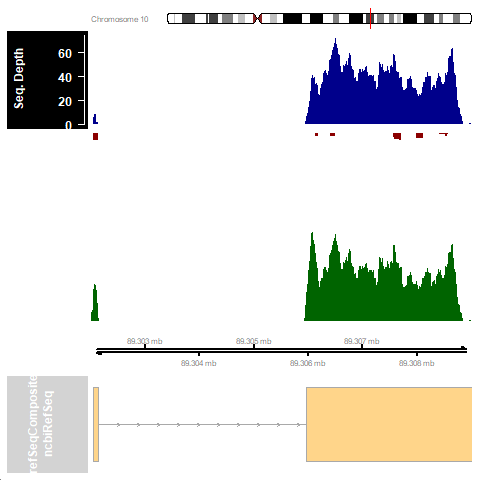 Chromosome 10
Seq. Depth
60
40
20
0
89.303 mb
89.305 mb
89.307 mb
89.304 mb
89.306 mb
89.308 mb
refSeqComposite
ncbiRefSeq